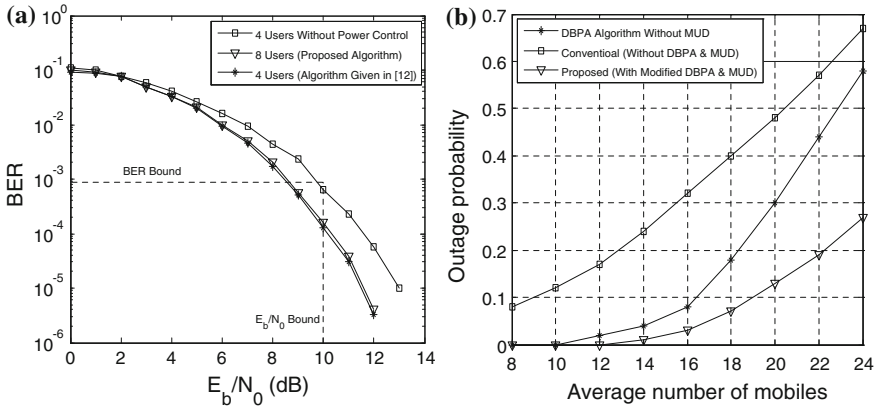 (a)
4 Users Without Power Control
8 Users (Proposed Algorithm)
4 Users (Algorithm Given in [12])
BER Bound
E_b/N_0 Bound
BER
10^1
10^0
10^-1
10^-2
10^-3
10^-4
10^-5
10^-6
0 2 4 6 8 10 12 14
E_b/N_0 (dB)
(b)
DBPA Algorithm Without MUD
Conventioal (Without DBPA & MUD)
Proposed (With Modified DBPA & MUD)
Outage probability
0.7
0.6
0.5
0.4
0.3
0.2
0.1
0
8 10 12 14 16 18 20 22 24
Average number of mobiles